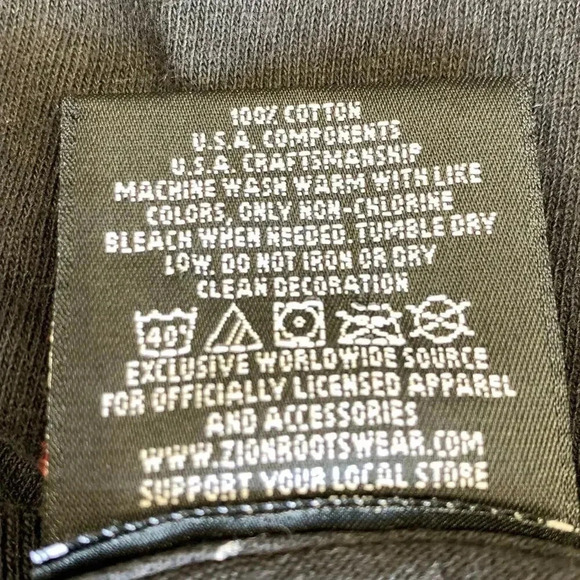 100% COTTON
U.S.A. COMPONENTS
U.S.A. CRAFTSMANSHIP
MACHINE WASH WARM WITH LIKE
COLORS, ONLY NON-CHLORINE
BLEACH WHEN NEEDED, TUMBLE DRY
LOW. DO NOT IRON OR DRY
CLEAN DECORATION
40°
EXCLUSIVE WORLDWIDE SOURCE
FOR OFFICIALLY LICENSED APPAREL
AND ACCESSORIES
WWW.ZIONROOTSWEAR.COM
SUPPORT YOUR LOCAL STORE